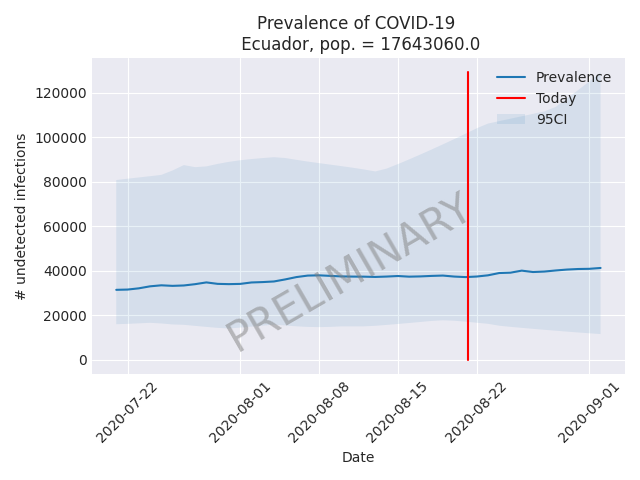 Prevalence of COVID-19
Ecuador, pop. = 17643060.0
Prevalence
Today
95CI
# undetected infections
120000
100000
80000
60000
40000
20000
0
PRELIMINARY
2020-07-22
2020-08-01
2020-08-08
2020-08-15
2020-08-22
2020-09-01
Date